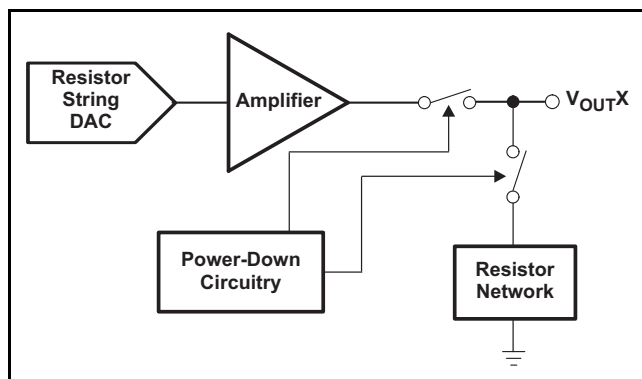 Resistor
String
DAC
Amplifier
VOUTX
Power-Down
Circuitry
Resistor
Network